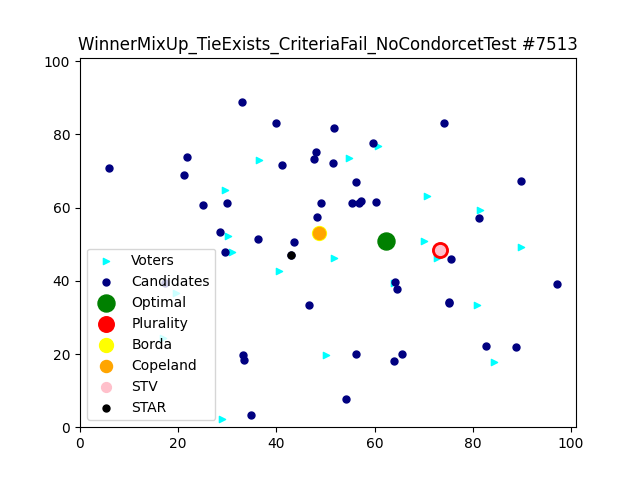 WinnerMixUp_TieExists_CriteriaFail_NoCondorcetTest #7513
100
80
60
40
20
0
Voters
Candidates
Optimal
Plurality
Borda
Copeland
STV
STAR
0 20 40 60 80 100